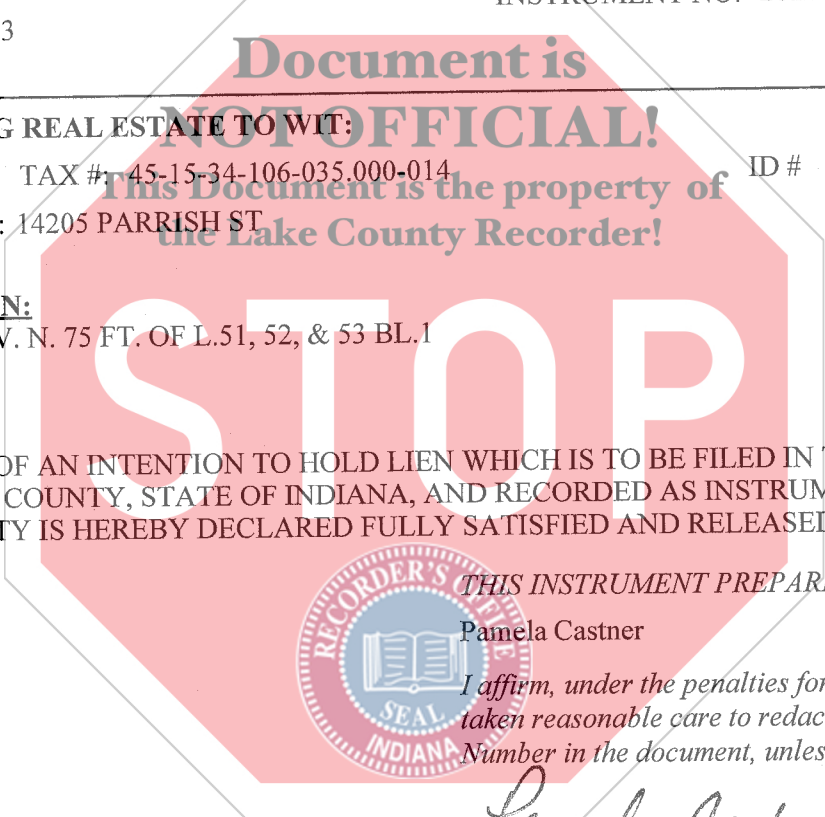 3
Document is
NOT OFFICIAL!
G REAL ESTATE TO WIT:
TAX #: 45-15-34-106-035.000-014
ID #
This Document is the property of
: 14205 PARRISH ST
the Lake County Recorder!
N:
V. N. 75 FT. OF L.51, 52, & 53 BL.1
STOP
OF AN INTENTION TO HOLD LIEN WHICH IS TO BE FILED IN
COUNTY, STATE OF INDIANA, AND RECORDED AS INSTRUM
TY IS HEREBY DECLARED FULLY SATISFIED AND RELEASED
RECORDER'S OFFICE
SEAL
INDIANA
THIS INSTRUMENT PREPAR
Pamela Castner
I affirm, under the penalties for
taken reasonable care to redac
Number in the document, unles